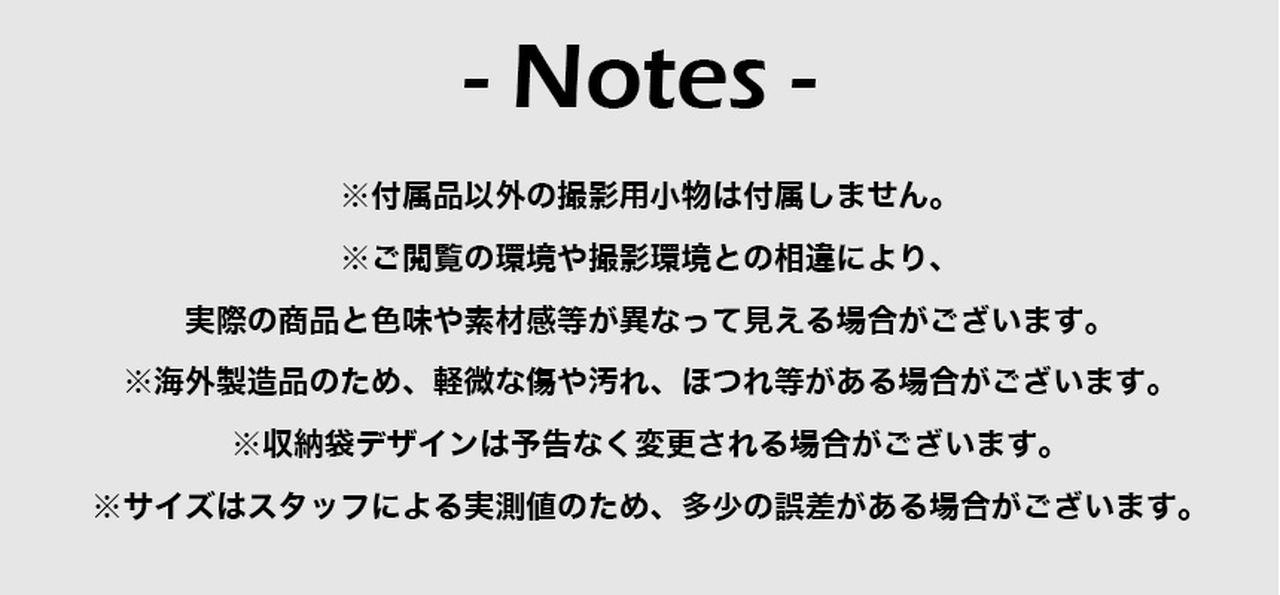 - Notes -
※付属品以外の撮影用小物は付属しません。
※ご閲覧の環境や撮影環境との相違により、
実際の商品と色味や素材感等が異なって見える場合がございます。
※海外製造品のため、軽微な傷や汚れ、ほつれ等がある場合がございます。
※収納袋デザインは予告なく変更される場合がございます。
※サイズはスタッフによる実測値のため、多少の誤差がある場合がございます。